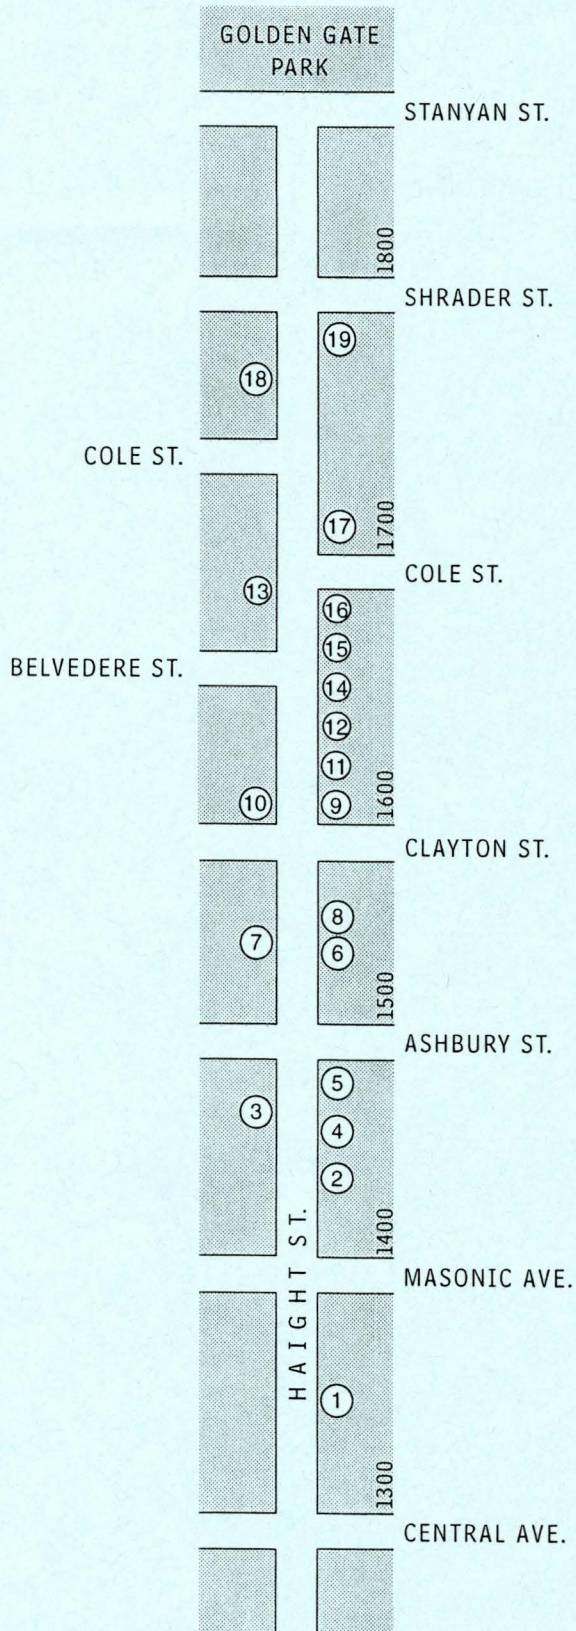 GOLDEN GATE
PARK
STANYAN ST.
1800
SHRADER ST.
19
18
COLE ST.
17
1700
COLE ST.
13
16
15
BELVEDERE ST.
14
12
11
10
9
1600
CLAYTON ST.
8
7
6
1500
ASHBURY ST.
5
3
4
2
1400
HAIGHT ST.
MASONIC AVE.
1
1300
CENTRAL AVE.